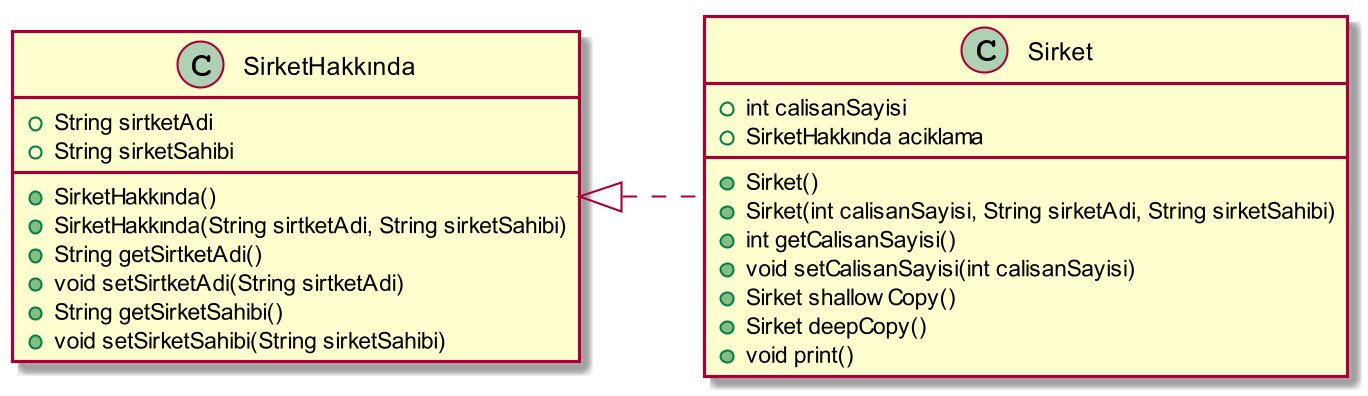 C SirketHakkında
String sirtketAdi
String sirketSahibi
SirketHakkında()
SirketHakkında(String sirtketAdi, String sirketSahibi)
String getSirtketAdi()
void setSirtketAdi(String sirtketAdi)
String getSirketSahibi()
void setSirketSahibi(String sirketSahibi)
C Sirket
int calisanSayisi
SirketHakkında aciklama
Sirket()
Sirket(int calisanSayisi, String sirketAdi, String sirketSahibi)
int getCalisanSayisi()
void setCalisanSayisi(int calisanSayisi)
Sirket shallow Copy()
Sirket deepCopy()
void print()